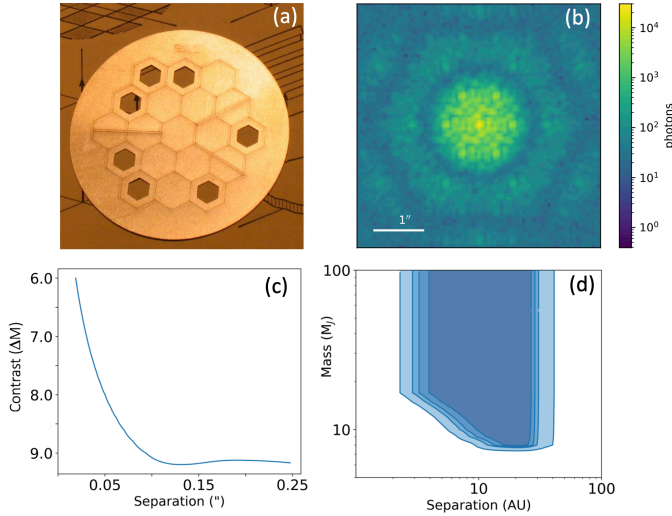 (a)
(b)
1″
10⁴
10³
10²
10¹
10⁰
photons
(c)
6.0
7.0
8.0
9.0
Contrast (ΔM)
0.05
0.15
0.25
Separation (")
(d)
100
10
Mass (M_J)
10
100
Separation (AU)